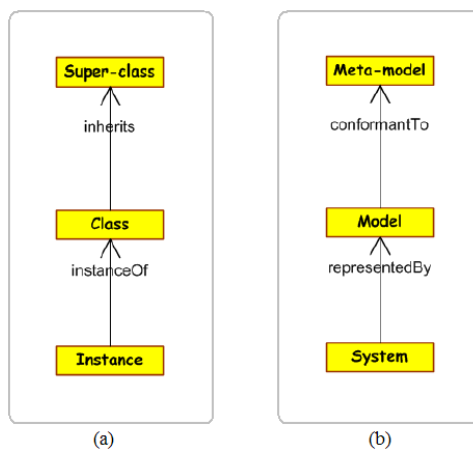 Super-class
inherits
Class
instanceOf
Instance
(a)
Meta-model
conformantTo
Model
representedBy
System
(b)